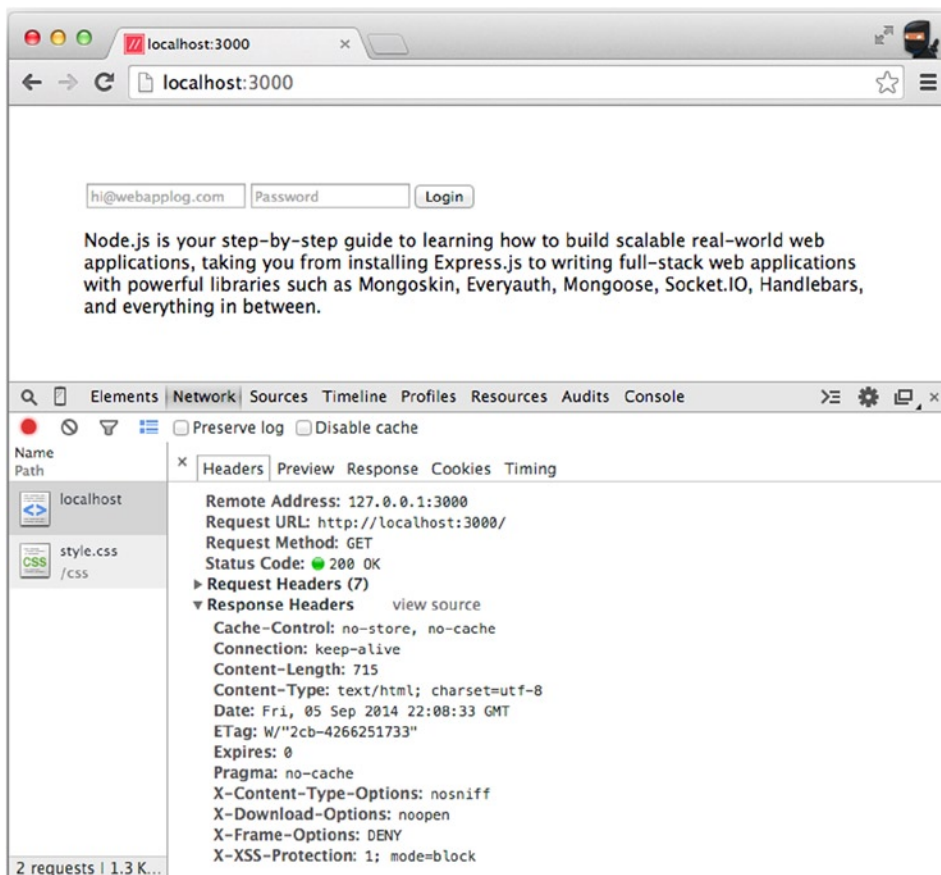 localhost:3000
localhost:3000
hi@webapplog.com Password Login
Node.js is your step-by-step guide to learning how to build scalable real-world web
applications, taking you from installing Express.js to writing full-stack web applications
with powerful libraries such as Mongoskin, Everyauth, Mongoose, Socket.IO, Handlebars,
and everything in between.
Elements Network Sources Timeline Profiles Resources Audits Console
Preserve log Disable cache
Name
Path
Headers Preview Response Cookies Timing
localhost
style.css
/css
Remote Address: 127.0.0.1:3000
Request URL: http://localhost:3000/
Request Method: GET
Status Code: 200 OK
Request Headers (7)
Response Headers view source
Cache-Control: no-store, no-cache
Connection: keep-alive
Content-Length: 715
Content-Type: text/html; charset=utf-8
Date: Fri, 05 Sep 2014 22:08:33 GMT
ETag: W/"2cb-4266251733"
Expires: 0
Pragma: no-cache
X-Content-Type-Options: nosniff
X-Download-Options: noopen
X-Frame-Options: DENY
X-XSS-Protection: 1; mode=block
2 requests | 1.3 K...